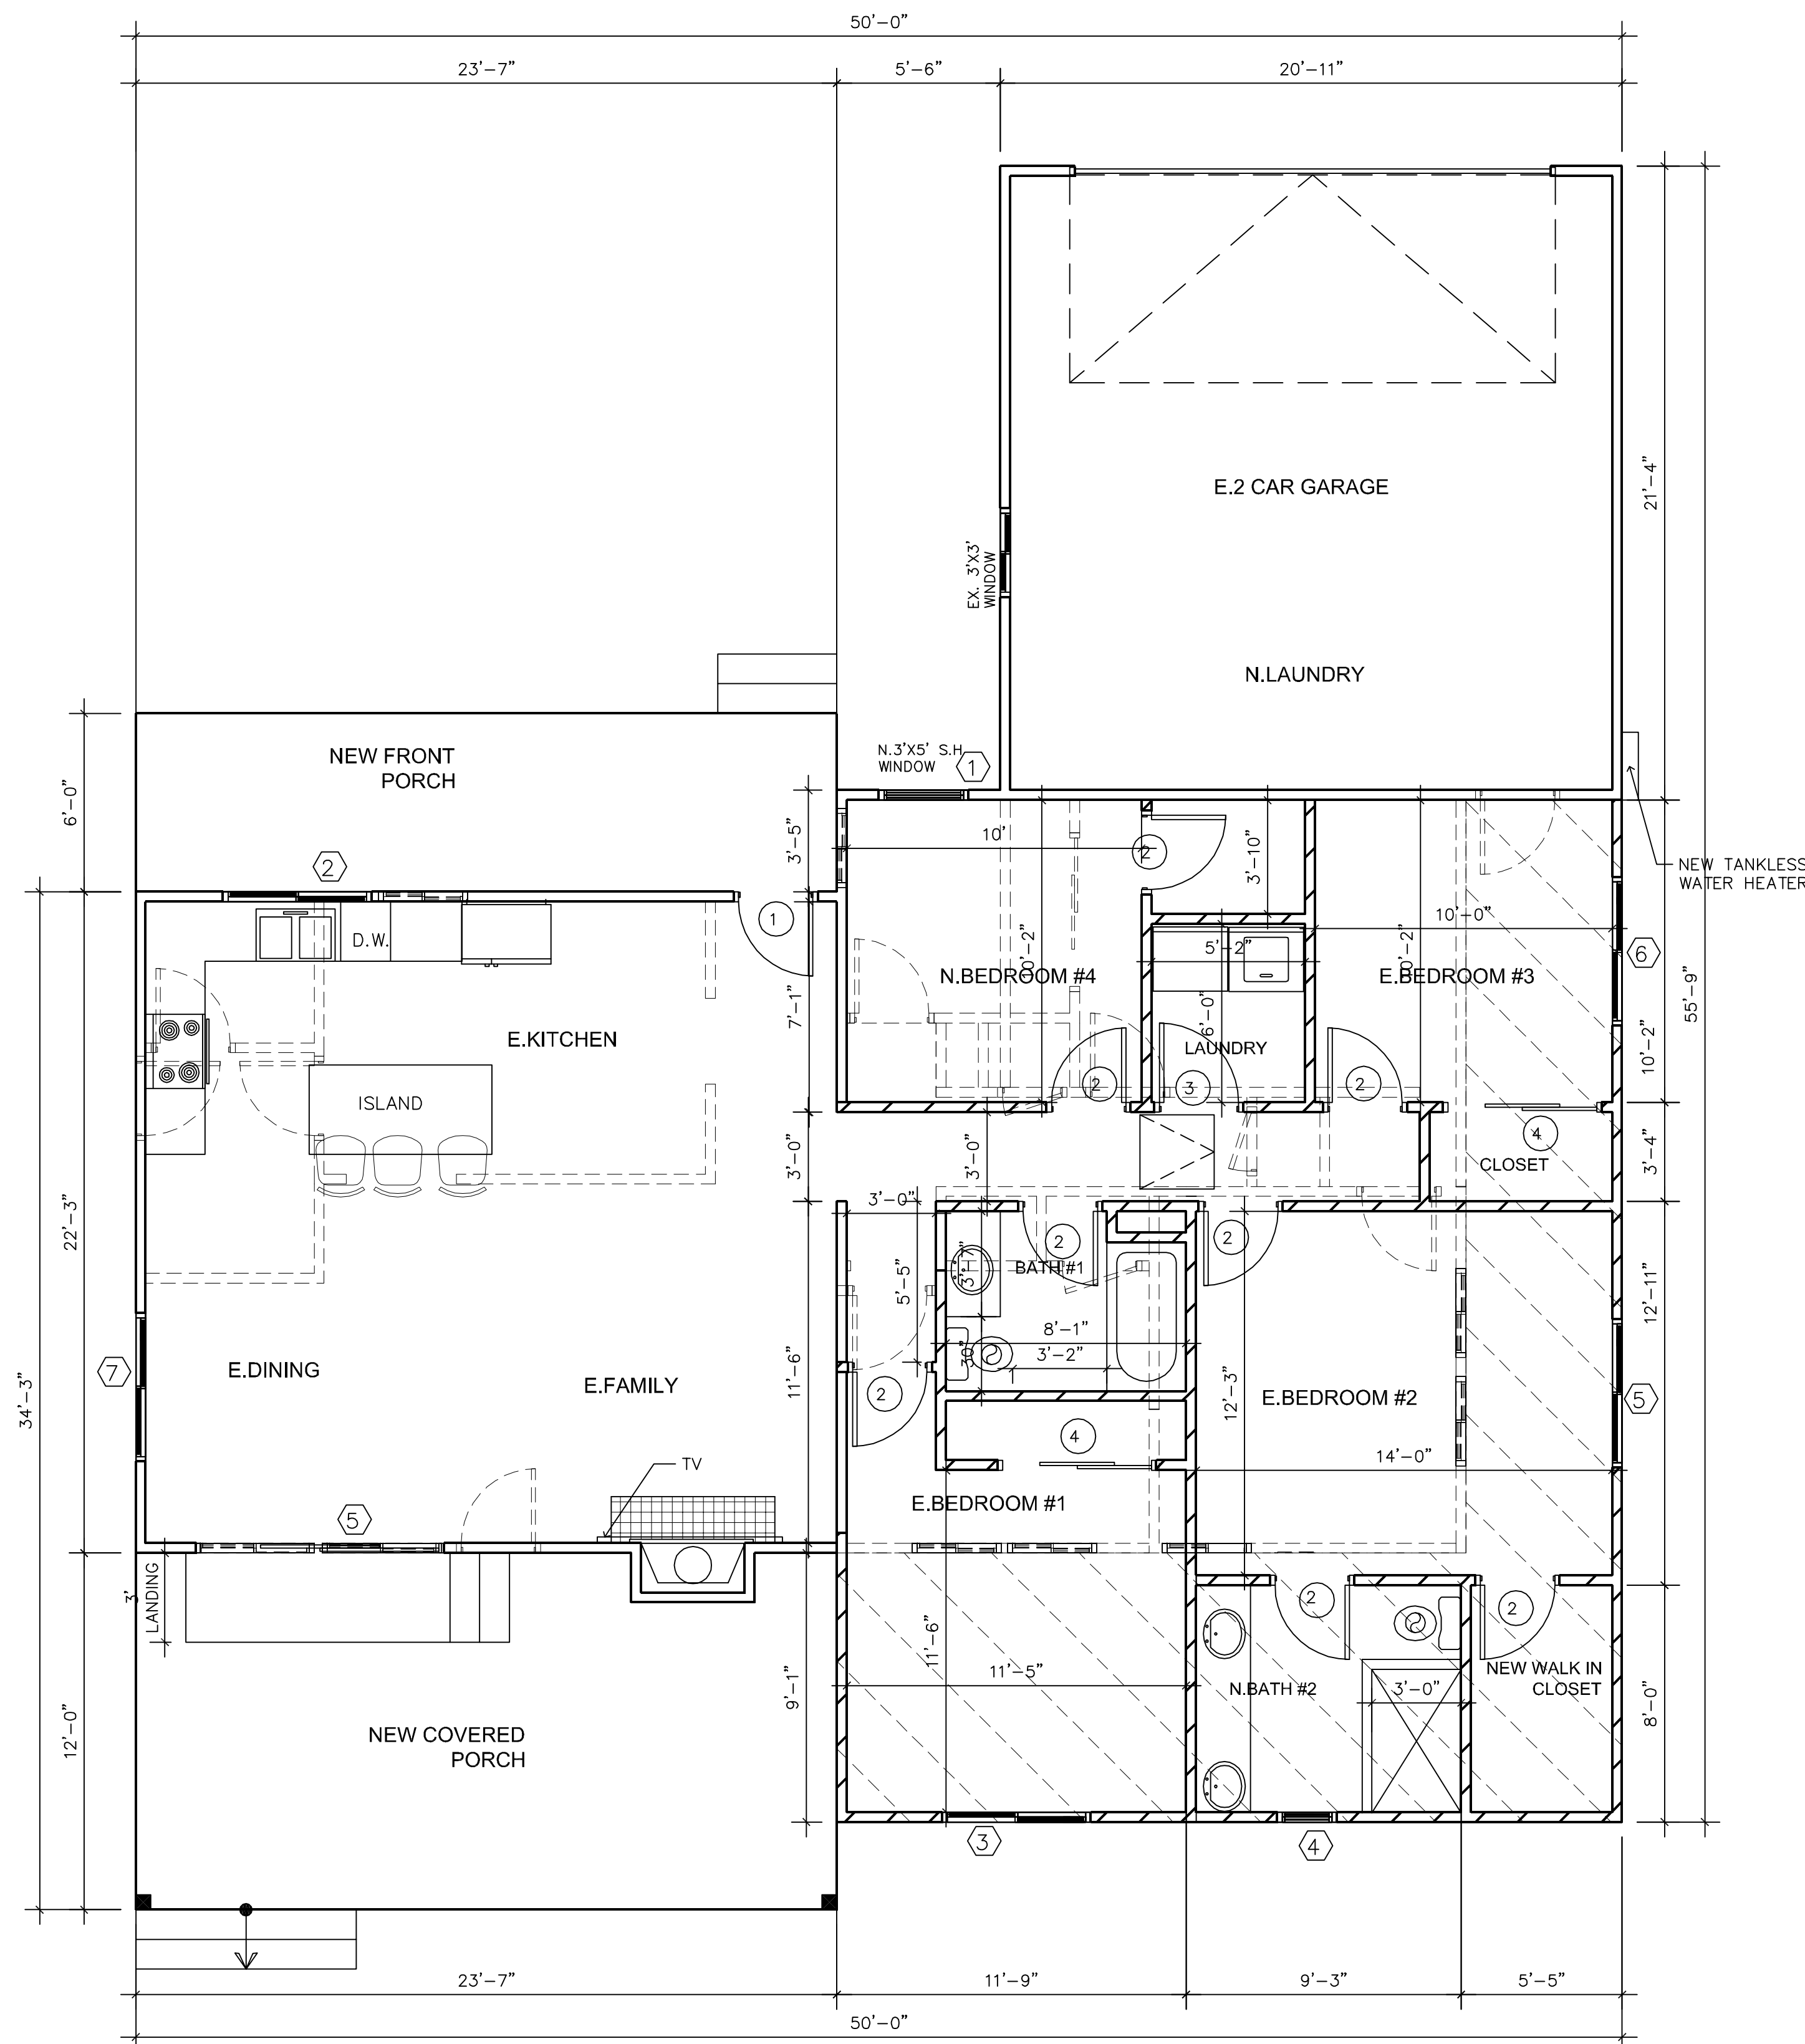 50'-0"
23'-7"
5'-6"
20'-11"
E.2 CAR GARAGE
21'-4"
EX. 3'X3'
WINDOW
N.LAUNDRY
NEW FRONT
PORCH
N.3'X5' S.H
WINDOW
1
6'-0"
3'-5"
10'
2
3'-10"
NEW TANKLESS
WATER HEATER
2
1
D.W.
10'-2"
5'-2"
10'-0"
10'-2"
6
N.BEDROOM #4
E.BEDROOM #3
55'-9"
7'-1"
6'-0"
E.KITCHEN
LAUNDRY
10'-2"
2
3
2
ISLAND
4
CLOSET
3'-0"
3'-0"
3'-4"
3'-0"
22'-3"
2
2
BATH #1
3'-7"
5'-5"
12'-11"
8'-1"
3'-2"
30"
34'-3"
7
E.DINING
E.FAMILY
11'-6"
2
12'-3"
E.BEDROOM #2
5
4
14'-0"
TV
E.BEDROOM #1
5
3'
LANDING
2
2
11'-6"
11'-5"
9'-1"
N.BATH #2
3'-0"
NEW WALK IN
CLOSET
8'-0"
12'-0"
NEW COVERED
PORCH
3
4
23'-7"
11'-9"
9'-3"
5'-5"
50'-0"